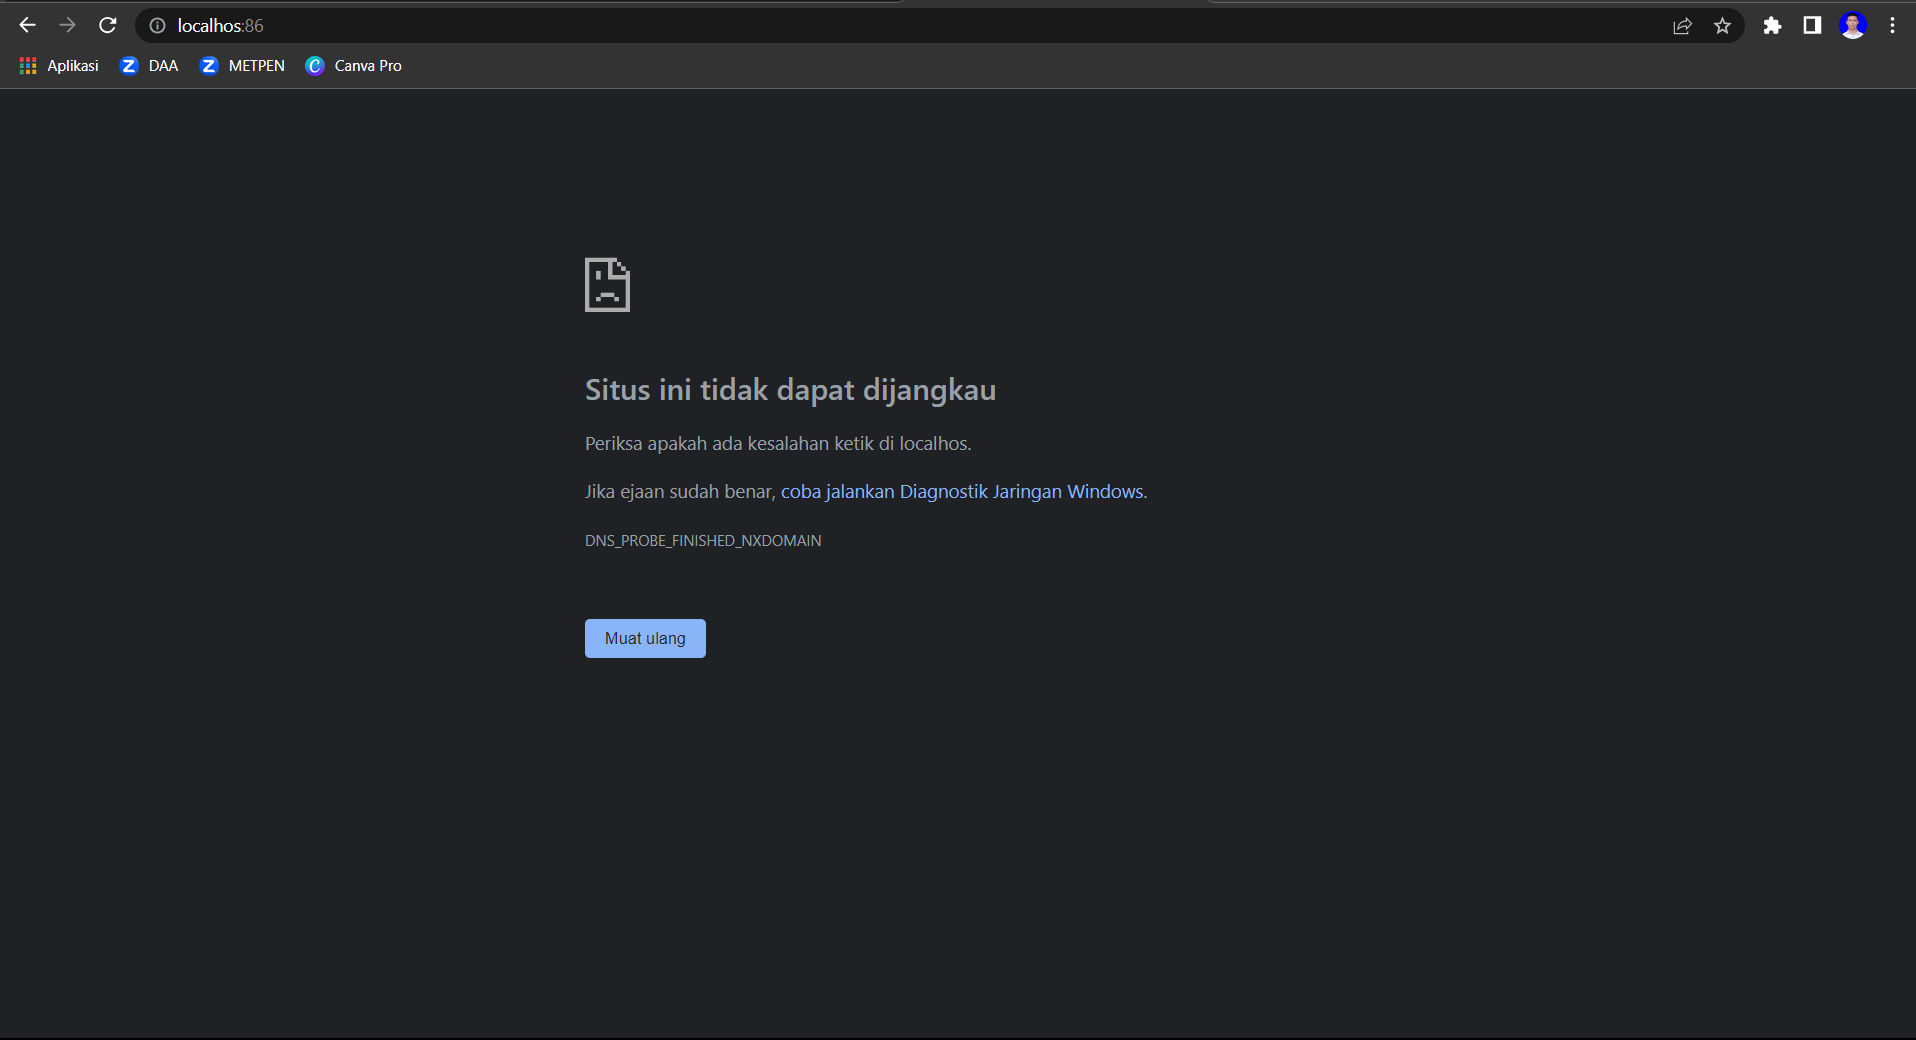 localhos:86
Aplikasi
DAA
METPEN
Canva Pro
Situs ini tidak dapat dijangkau
Periksa apakah ada kesalahan ketik di localhos.
Jika ejaan sudah benar, coba jalankan Diagnostik Jaringan Windows.
DNS_PROBE_FINISHED_NXDOMAIN
Muat ulang